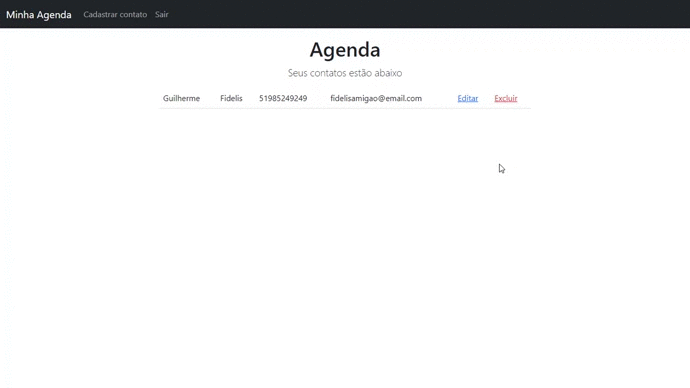 Minha Agenda Cadastrar contato Sair
Agenda
Seus contatos estão abaixo
Guilherme Fidelis 51985249249 fidelisamigao@email.com Editar Excluir